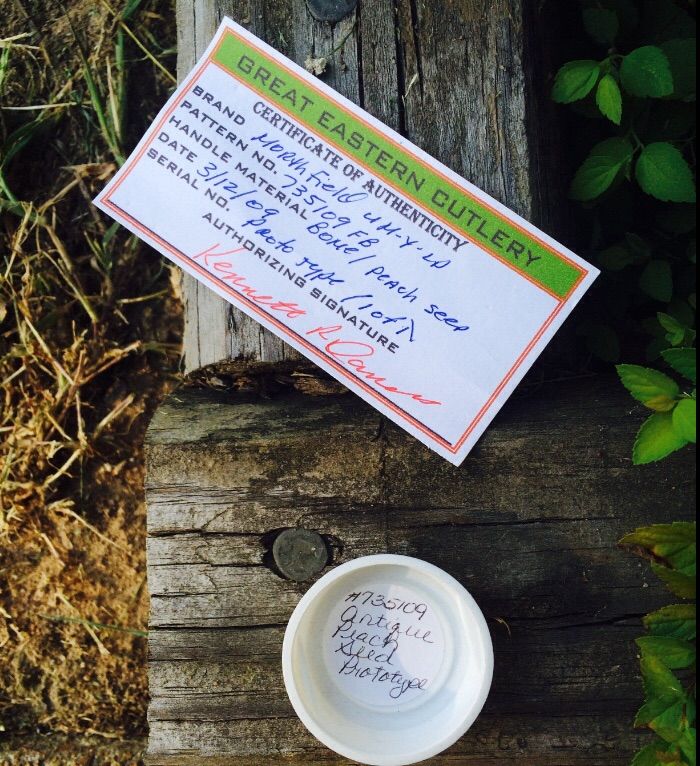 GREAT EASTERN CUTLERY
CERTIFICATE OF AUTHENTICITY
BRAND Northfield UN-X-LD
PATTERN NO. 735109 FB
HANDLE MATERIAL Bone/ Peach Seed
DATE 3/12/09 Proto Type (1 of 1)
SERIAL NO.
AUTHORIZING SIGNATURE
Kenneth R
#735109
Antique
Peach
Seed
Prototype